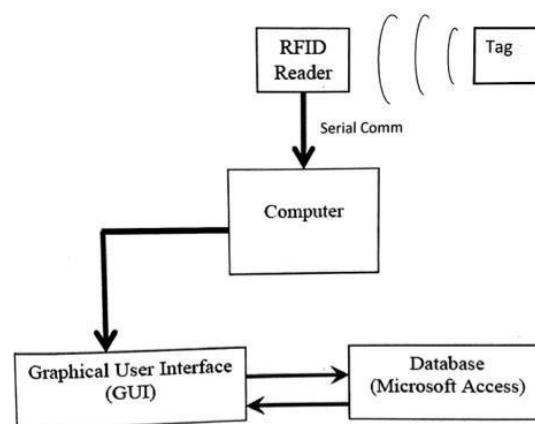 RFID
Reader
Tag
Serial Comm
Computer
Graphical User Interface
(GUI)
Database
(Microsoft Access)